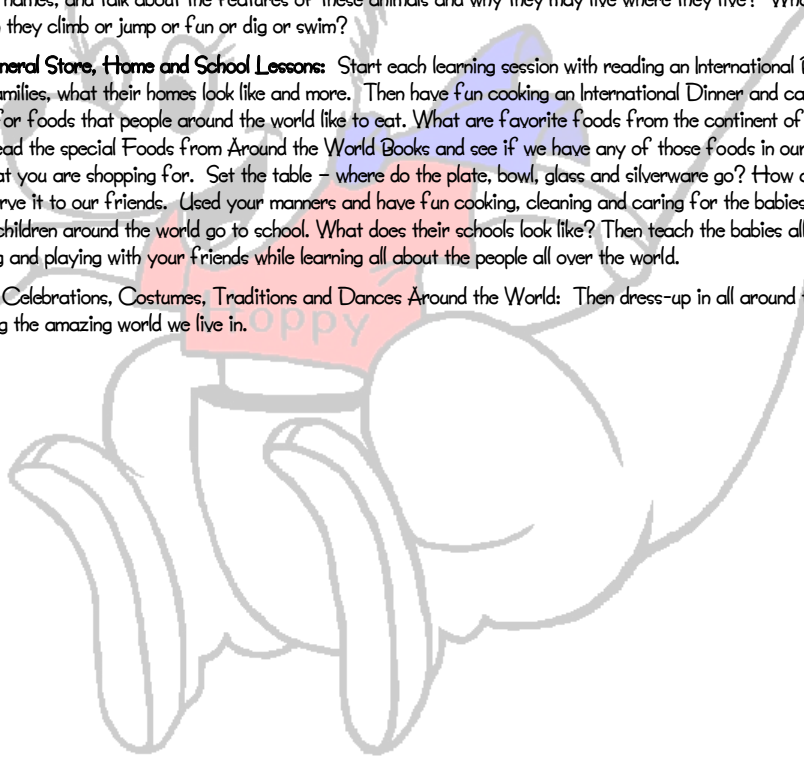 names, and talk about the features of these animals and why they may live where they live?
they climb or jump or fun or dig or swim?
neral Store, Home and School Lessons: Start each learning session with reading an International
amilies, what their homes look like and more. Then have fun cooking an International Dinner and ca
or foods that people around the world like to eat. What are favorite foods from the continent of
ead the special Foods from Around the World Books and see if we have any of those foods in our
at you are shopping for. Set the table – where do the plate, bowl, glass and silverware go? How
rve it to our friends. Used your manners and have fun cooking, cleaning and caring for the babies
children around the world go to school. What does their schools look like? Then teach the babies all
g and playing with your friends while learning all about the people all over the world.
Celebrations, Costumes, Traditions and Dances Around the World: Then dress-up in all around
g the amazing world we live in.
Hoppy